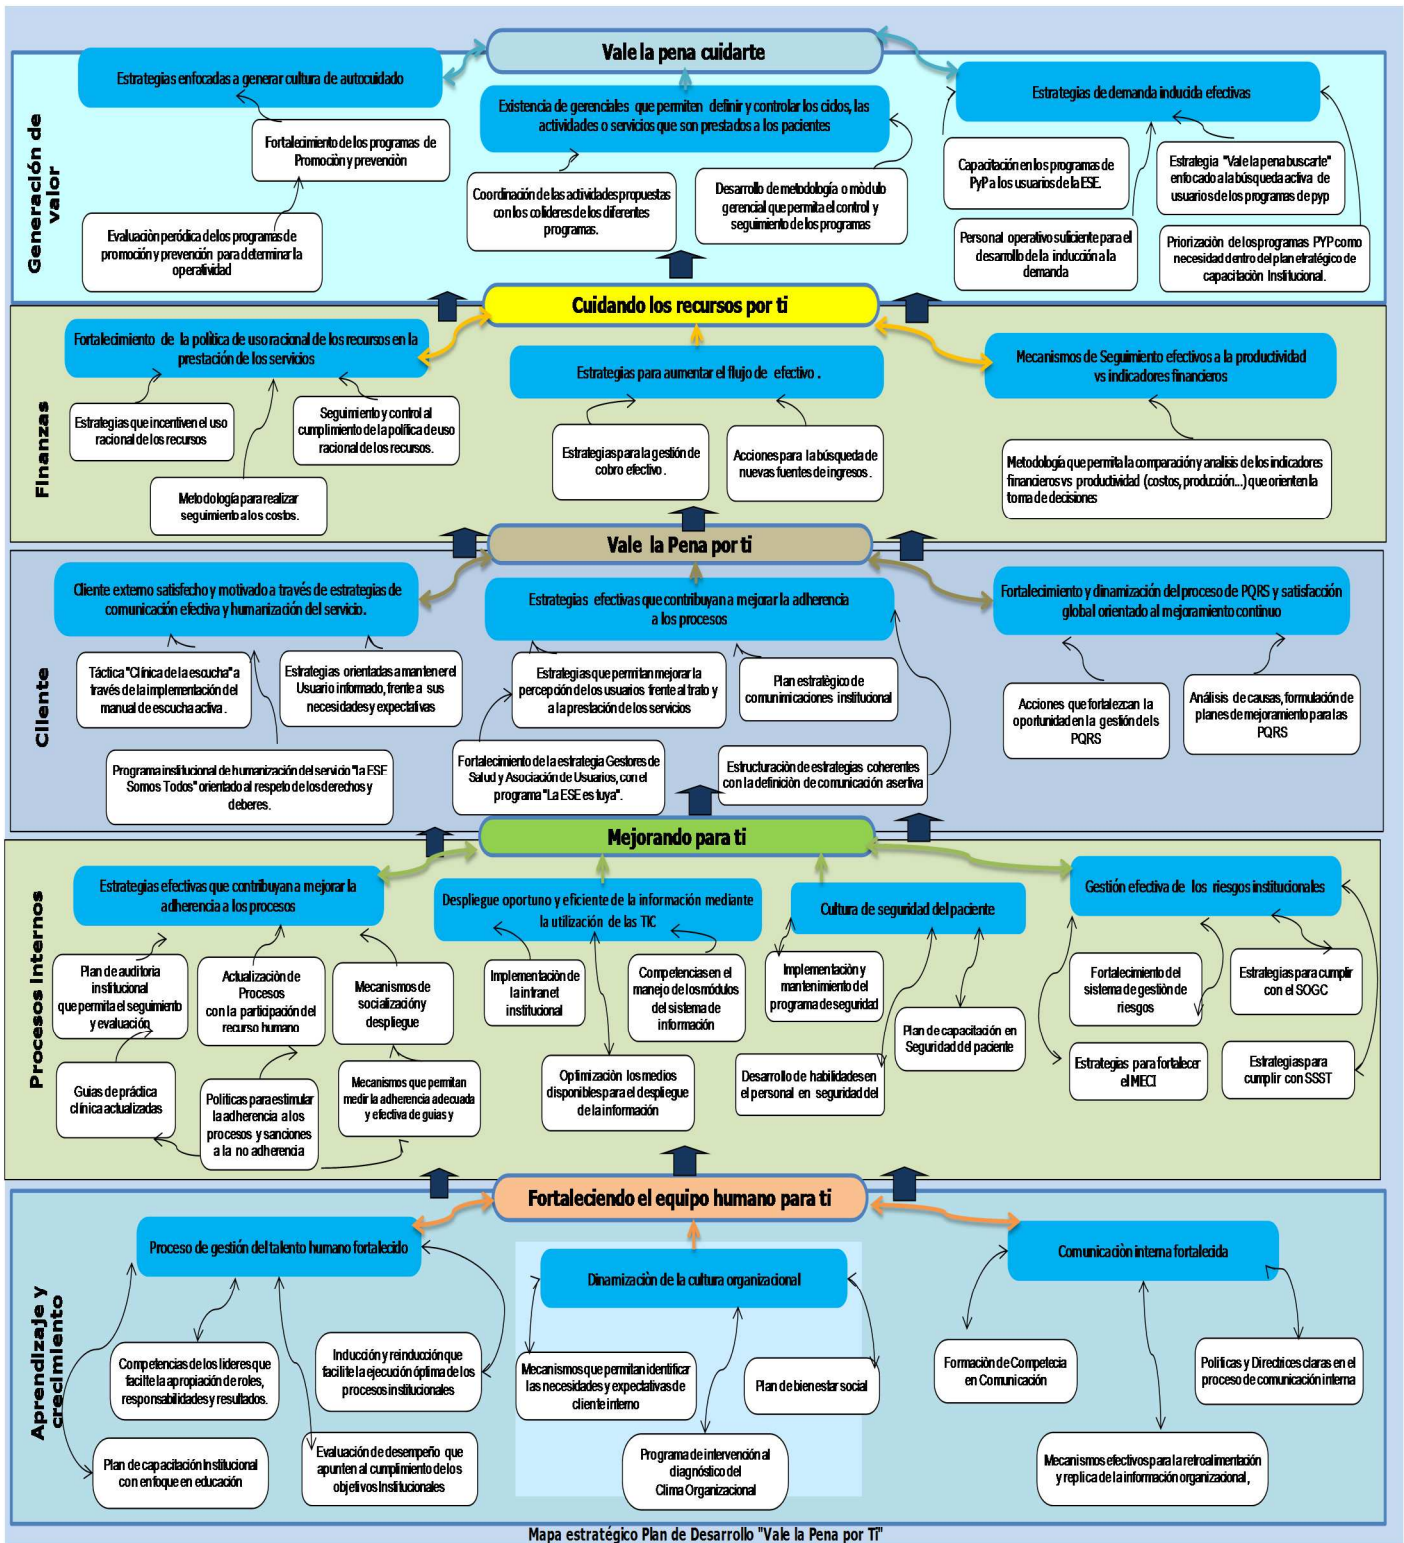 Vale la pena cuidarte
Generación de
valor
Estrategias enfocadas a generar cultura de autocuidado
Existencia de gerenciales que permiten definir y controlar los ciclos, las
actividades o servicios que son prestados a los pacientes
Estrategias de demanda inducida efectivas
Fortalecimiento de los programas de
Promociòn y prevenciòn
Evaluaciòn peródica de los programas de
promoción y prevención para determinar la
operatividad
Coordinación de las actividades propuestas
con los colideres de los diferentes
programas.
Desarrollo de metodología o mòdulo
gerencial que permita el control y
seguimiento de los programas
Capacitación en los programas de
PyP a los usuarios de la ESE.
Estrategia "Vale la pena buscarte"
enfocado a la búsqueda activa de
usuarios de los programas de pyp
Personal operativo suficiente para el
desarrollo de la inducción a la
demanda
Priorizaciòn de los programas PYP como
necesidad dentro del plan etratégico de
capacitaciòn Institucional.
Cuidando los recursos por ti
Finanzas
Fortalecimiento de la polìtica de uso racional de los recursos en la
prestación de los servicios
Estrategias para aumentar el flujo de efectivo .
Mecanismos de Seguimiento efectivos a la productividad
vs indicadores financieros
Estrategias que incentiven el uso
racional de los recursos
Seguimiento y control al
cumplimiento de la política de uso
racional de los recursos.
Metodología para realizar
seguimiento a los costos.
Estrategias para la gestión de
cobro efectivo .
Acciones para la búsqueda de
nuevas fuentes de ingresos .
Metodología que permita la comparación y analisis de los indicadores
financieros vs productividad (costos, producción...) que orienten la
toma de decisiones
Vale la Pena por ti
Cliente
Cliente externo satisfecho y motivado a través de estrategias de
comunicación efectiva y humanización del servicio.
Estrategias efectivas que contribuyan a mejorar la adherencia
a los procesos
Fortalecimiento y dinamización del proceso de PQRS y satisfacción
global orientado al mejoramiento continuo
Táctica "Clínica de la escucha" a
través de la implementación del
manual de escucha activa .
Estrategias orientadas a mantener el
Usuario informado, frente a sus
necesidades y expectativas
Programa institucional de humanización del servicio "la ESE
Somos Todos" orientado al respeto de los derechos y
deberes.
Estrategias que permitan mejorar la
percepción de los usuarios frente al trato y
a la prestación de los servicios
Plan estratègico de
comunimicaciones institucional
Fortalecimiento de la estrategia Gestores de
Salud y Asociación de Usuarios, con el
programa "La ESE es tuya".
Estructuración de estrategias coherentes
con la definiciòn de comunicación asertiva
Acciones que fortalezcan la
oportunidad en la gestión dels
PQRS
Análisis de causas, formulación de
planes de mejoramiento para las
PQRS
Mejorando para ti
Procesos Internos
Estrategias efectivas que contribuyan a mejorar la
adherencia a los procesos
Despliegue oportuno y eficiente de la información mediante
la utilización de las TIC
Cultura de seguridad del paciente
Gestión efectiva de los riesgos institucionales
Plan de auditoria
institucional
que permita el seguimiento
y evaluación
Actualizaciòn de
Procesos
con la participación del
recurso humano
Mecanismos de
socialización y
despliegue
Guías de práctica
clínica actualizadas
Políticas para estimular
la adherencia a los
procesos y sanciones
a la no adherencia
Mecanismos que permitan
medir la adherencia adecuada
y efectiva de guías y
Implementaciòn de
la intranet
institucional
Competencias en el
manejo de los módulos
del sistema de
información
Optimizaciòn los medios
disponibles para el despliegue
de la información
Implementación y
mantenimiento del
programa de seguridad
Plan de capacitación en
Seguridad del paciente
Desarrollo de habilidades en
el personal en seguridad del
Fortalecimiento del
sistema de gestiòn de
riesgos
Estrategias para cumplir
con el SOGC
Estrategias para fortalecer
el MECI
Estrategias para
cumplir con SSST
Fortaleciendo el equipo humano para ti
Aprendizaje y
crecimiento
Proceso de gestión del talento humano fortalecido
Dinamizaciòn de la cultura organizacional
Comunicaciòn interna fortalecida
Competencias de los lideres que
facilite la apropiación de roles,
responsabilidades y resultados.
Inducción y reinducción que
facilite la ejecución óptima de los
procesos institucionales
Plan de capacitación Institucional
con enfoque en educación
Evaluación de desempeño que
apunten al cumplimiento de los
objetivos Institucionales
Mecanismos que permitan identificar
las necesidades y expectativas de
cliente interno
Plan de bienestar social
Programa de intervención al
diagnóstico del
Clima Organizacional
Formaciòn de Competecia
en Comunicación
Políticas y Directrices claras en el
proceso de comunicación interna
Mecanismos efectivos para la retroalimentación
y replica de la información organizacional,
Mapa estratégico Plan de Desarrollo "Vale la Pena por Ti"